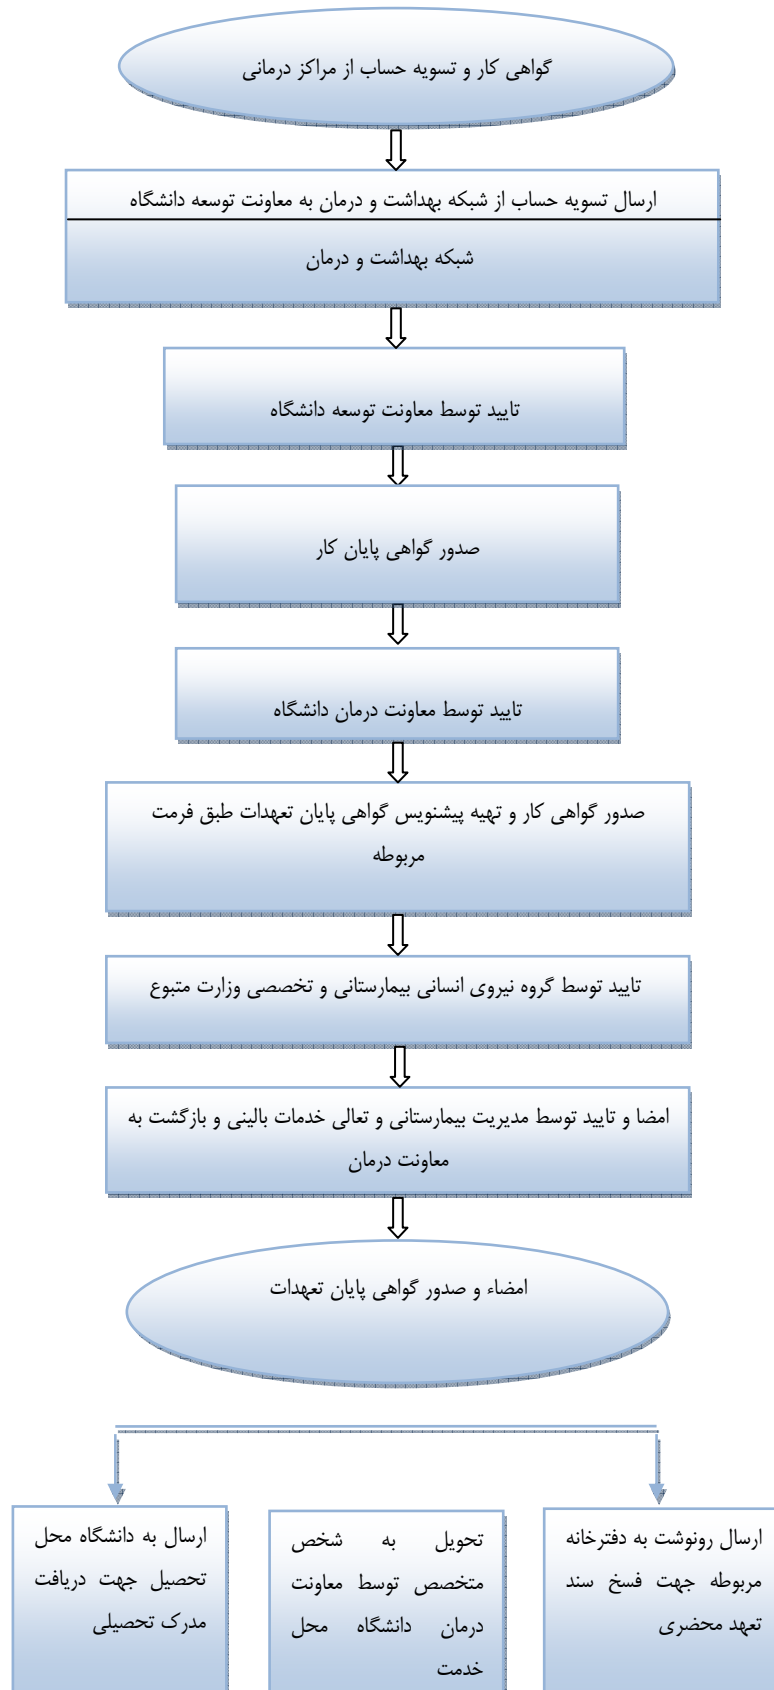 گواهی کار و تسویه حساب از مراکز درمانی
ارسال تسویه حساب از شبکه بهداشت و درمان به معاونت توسعه دانشگاه
شبکه بهداشت و درمان
تایید توسط معاونت توسعه دانشگاه
صدور گواهی پایان کار
تایید توسط معاونت درمان دانشگاه
صدور گواهی کار و تهیه پیشنویس گواهی پایان تعهدات طبق فرمت
مربوطه
تایید توسط گروه نیروی انسانی بیمارستانی و تخصصی وزارت متبوع
امضا و تایید توسط مدیریت بیمارستانی و تعالی خدمات بالینی و بازگشت به
معاونت درمان
امضاء و صدور گواهی پایان تعهدات
ارسال رونوشت به دفترخانه
مربوطه جهت فسخ سند
تعهد محضری
تحویل به شخص
متخصص توسط معاونت
درمان دانشگاه محل
خدمت
ارسال به دانشگاه محل
تحصیل جهت دریافت
مدرک تحصیلی